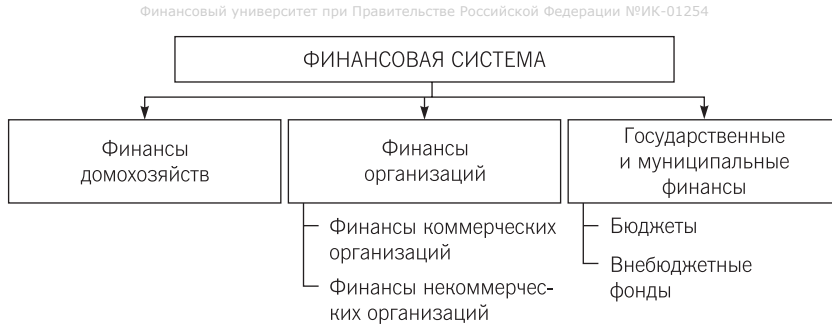 Финансовый университет при Правительстве Российской Федерации №ИК-01254
ФИНАНСОВАЯ СИСТЕМА
Финансы
домохозяйств
Финансы
организаций
Финансы коммерческих
организаций
Финансы некоммерчес-
ких организаций
Государственные
и муниципальные
финансы
Бюджеты
Внебюджетные
фонды